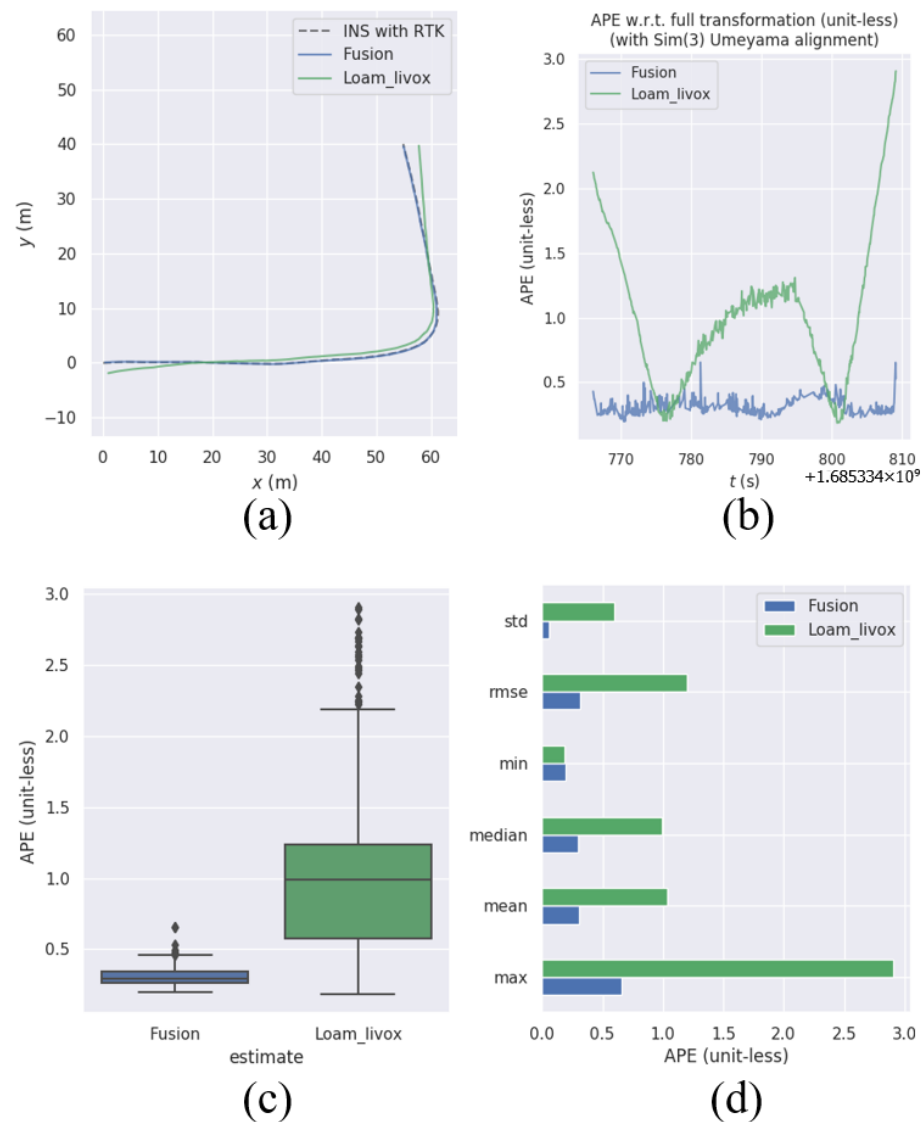 60
50
40
30
20
10
0
−10
y (m)
INS with RTK
Fusion
Loam_livox
0 10 20 30 40 50 60
x (m)
(a)
APE w.r.t. full transformation (unit-less)
(with Sim(3) Umeyama alignment)
3.0
2.5
2.0
1.5
1.0
0.5
APE (unit-less)
Fusion
Loam_livox
770 780 790 800 810
t (s)
+1.685334×10⁹
(b)
3.0
2.5
2.0
1.5
1.0
0.5
APE (unit-less)
Fusion Loam_livox
estimate
(c)
std
rmse
min
median
mean
max
Fusion
Loam_livox
0.0 0.5 1.0 1.5 2.0 2.5 3.0
APE (unit-less)
(d)